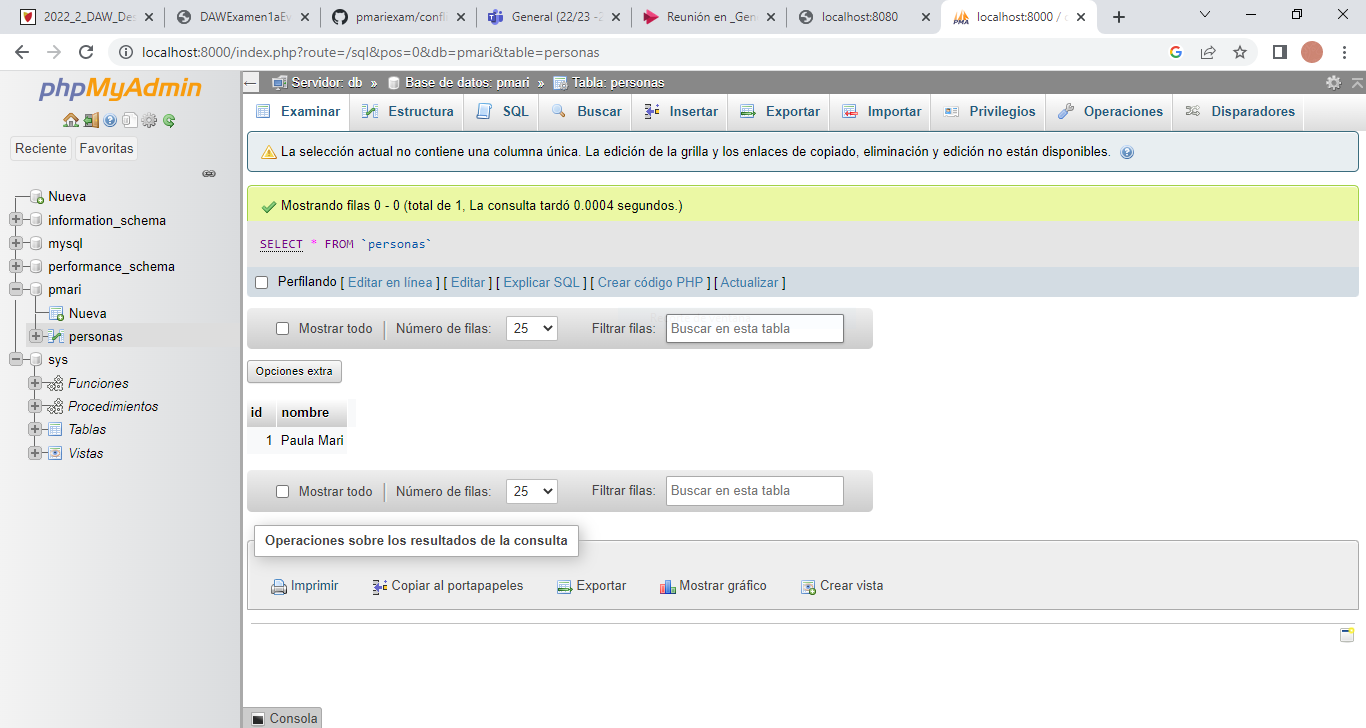 2022_2_DAW_Des
DAWExamen1aEv
pmariexam/confl
General (22/23 -2
Reunión en _Gen
localhost:8080
localhost:8000 /
localhost:8000/index.php?route=/sql&pos=0&db=pmari&table=personas
phpMyAdmin
Reciente
Favoritas
Nueva
information_schema
mysql
performance_schema
pmari
Nueva
personas
sys
Funciones
Procedimientos
Tablas
Vistas
Servidor: db » Base de datos: pmari » Tabla: personas
Examinar
Estructura
SQL
Buscar
Insertar
Exportar
Importar
Privilegios
Operaciones
Disparadores
La selección actual no contiene una columna única. La edición de la grilla y los enlaces de copiado, eliminación y edición no están disponibles.
Mostrando filas 0 - 0 (total de 1, La consulta tardó 0.0004 segundos.)
SELECT * FROM `personas`
Perfilando [ Editar en línea ] [ Editar ] [ Explicar SQL ] [ Crear código PHP ] [ Actualizar ]
Mostrar todo | Número de filas: 25 Filtrar filas: Buscar en esta tabla
Opciones extra
id nombre
1 Paula Mari
Mostrar todo | Número de filas: 25 Filtrar filas: Buscar en esta tabla
Operaciones sobre los resultados de la consulta
Imprimir
Copiar al portapapeles
Exportar
Mostrar gráfico
Crear vista
Consola